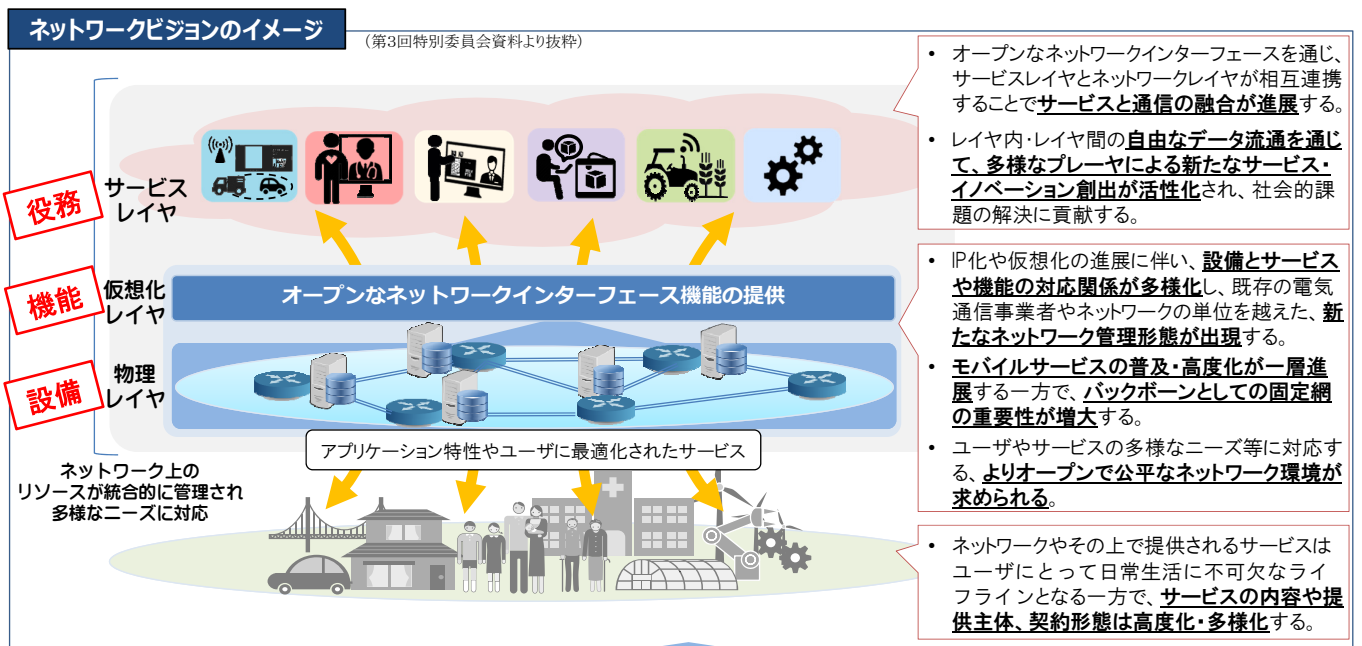 ネットワークビジョンのイメージ
（第3回特別委員会資料より抜粋）
役務
サービス
レイヤ
機能
仮想化
レイヤ
オープンなネットワークインターフェース機能の提供
設備
物理
レイヤ
アプリケーション特性やユーザに最適化されたサービス
ネットワーク上の
リソースが統合的に管理され
多様なニーズに対応
• オープンなネットワークインターフェースを通じ、
サービスレイヤとネットワークレイヤが相互連携
することでサービスと通信の融合が進展する。
• レイヤ内・レイヤ間の自由なデータ流通を通じ
て、多様なプレーヤによる新たなサービス・
イノベーション創出が活性化され、社会的課
題の解決に貢献する。
• IP化や仮想化の進展に伴い、設備とサービス
や機能の対応関係が多様化し、既存の電気
通信事業者やネットワークの単位を越えた、新
たなネットワーク管理形態が出現する。
• モバイルサービスの普及・高度化が一層進
展する一方で、バックボーンとしての固定網
の重要性が増大する。
• ユーザやサービスの多様なニーズ等に対応す
る、よりオープンで公平なネットワーク環境が
求められる。
• ネットワークやその上で提供されるサービスは
ユーザにとって日常生活に不可欠なライ
フラインとなる一方で、サービスの内容や提
供主体、契約形態は高度化・多様化する。